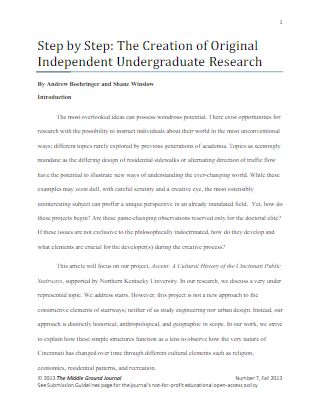 1
Step by Step: The Creation of Original
Independent Undergraduate Research
By Andrew Boehringer and Shane Winslow
Introduction
The most overlooked ideas can possess wondrous potential. There exist opportunities for
research with the possibility to instruct individuals about their world in the most unconventional
ways; different topics rarely explored by previous generations of academia. Topics as seemingly
mundane as the differing design of residential sidewalks or alternating direction of traffic flow
have the potential to illustrate new ways of understanding the ever-changing world. While these
examples may seem dull, with careful scrutiny and a creative eye, the most ostensibly
uninteresting subject can proffer a unique perspective in an already inundated field. Yet, how do
these projects begin? Are these game-changing observations reserved only for the doctoral elite?
If these issues are not exclusive to the philosophically indoctrinated, how do they develop and
what elements are crucial for the developer(s) during the creative process?
This article will focus on our project, Ascent: A Cultural History of the Cincinnati Public
Stairways, supported by Northern Kentucky University. In our research, we discuss a very under
represented topic. We address stairs. However, this project is not a new approach to the
constructive elements of stairways; neither of us study engineering nor urban design. Instead, our
approach is distinctly historical, anthropological, and geographic in scope. In our work, we strive
to explain how these simple structures function as a lens to observe how the very nature of
Cincinnati has changed over time through different cultural elements such as religion,
economics, residential patterns, and recreation.
© 2013 The Middle Ground Journal Number 7, Fall 2013
See Submission Guidelines page for the journal's not-for-profit educational open-access policy